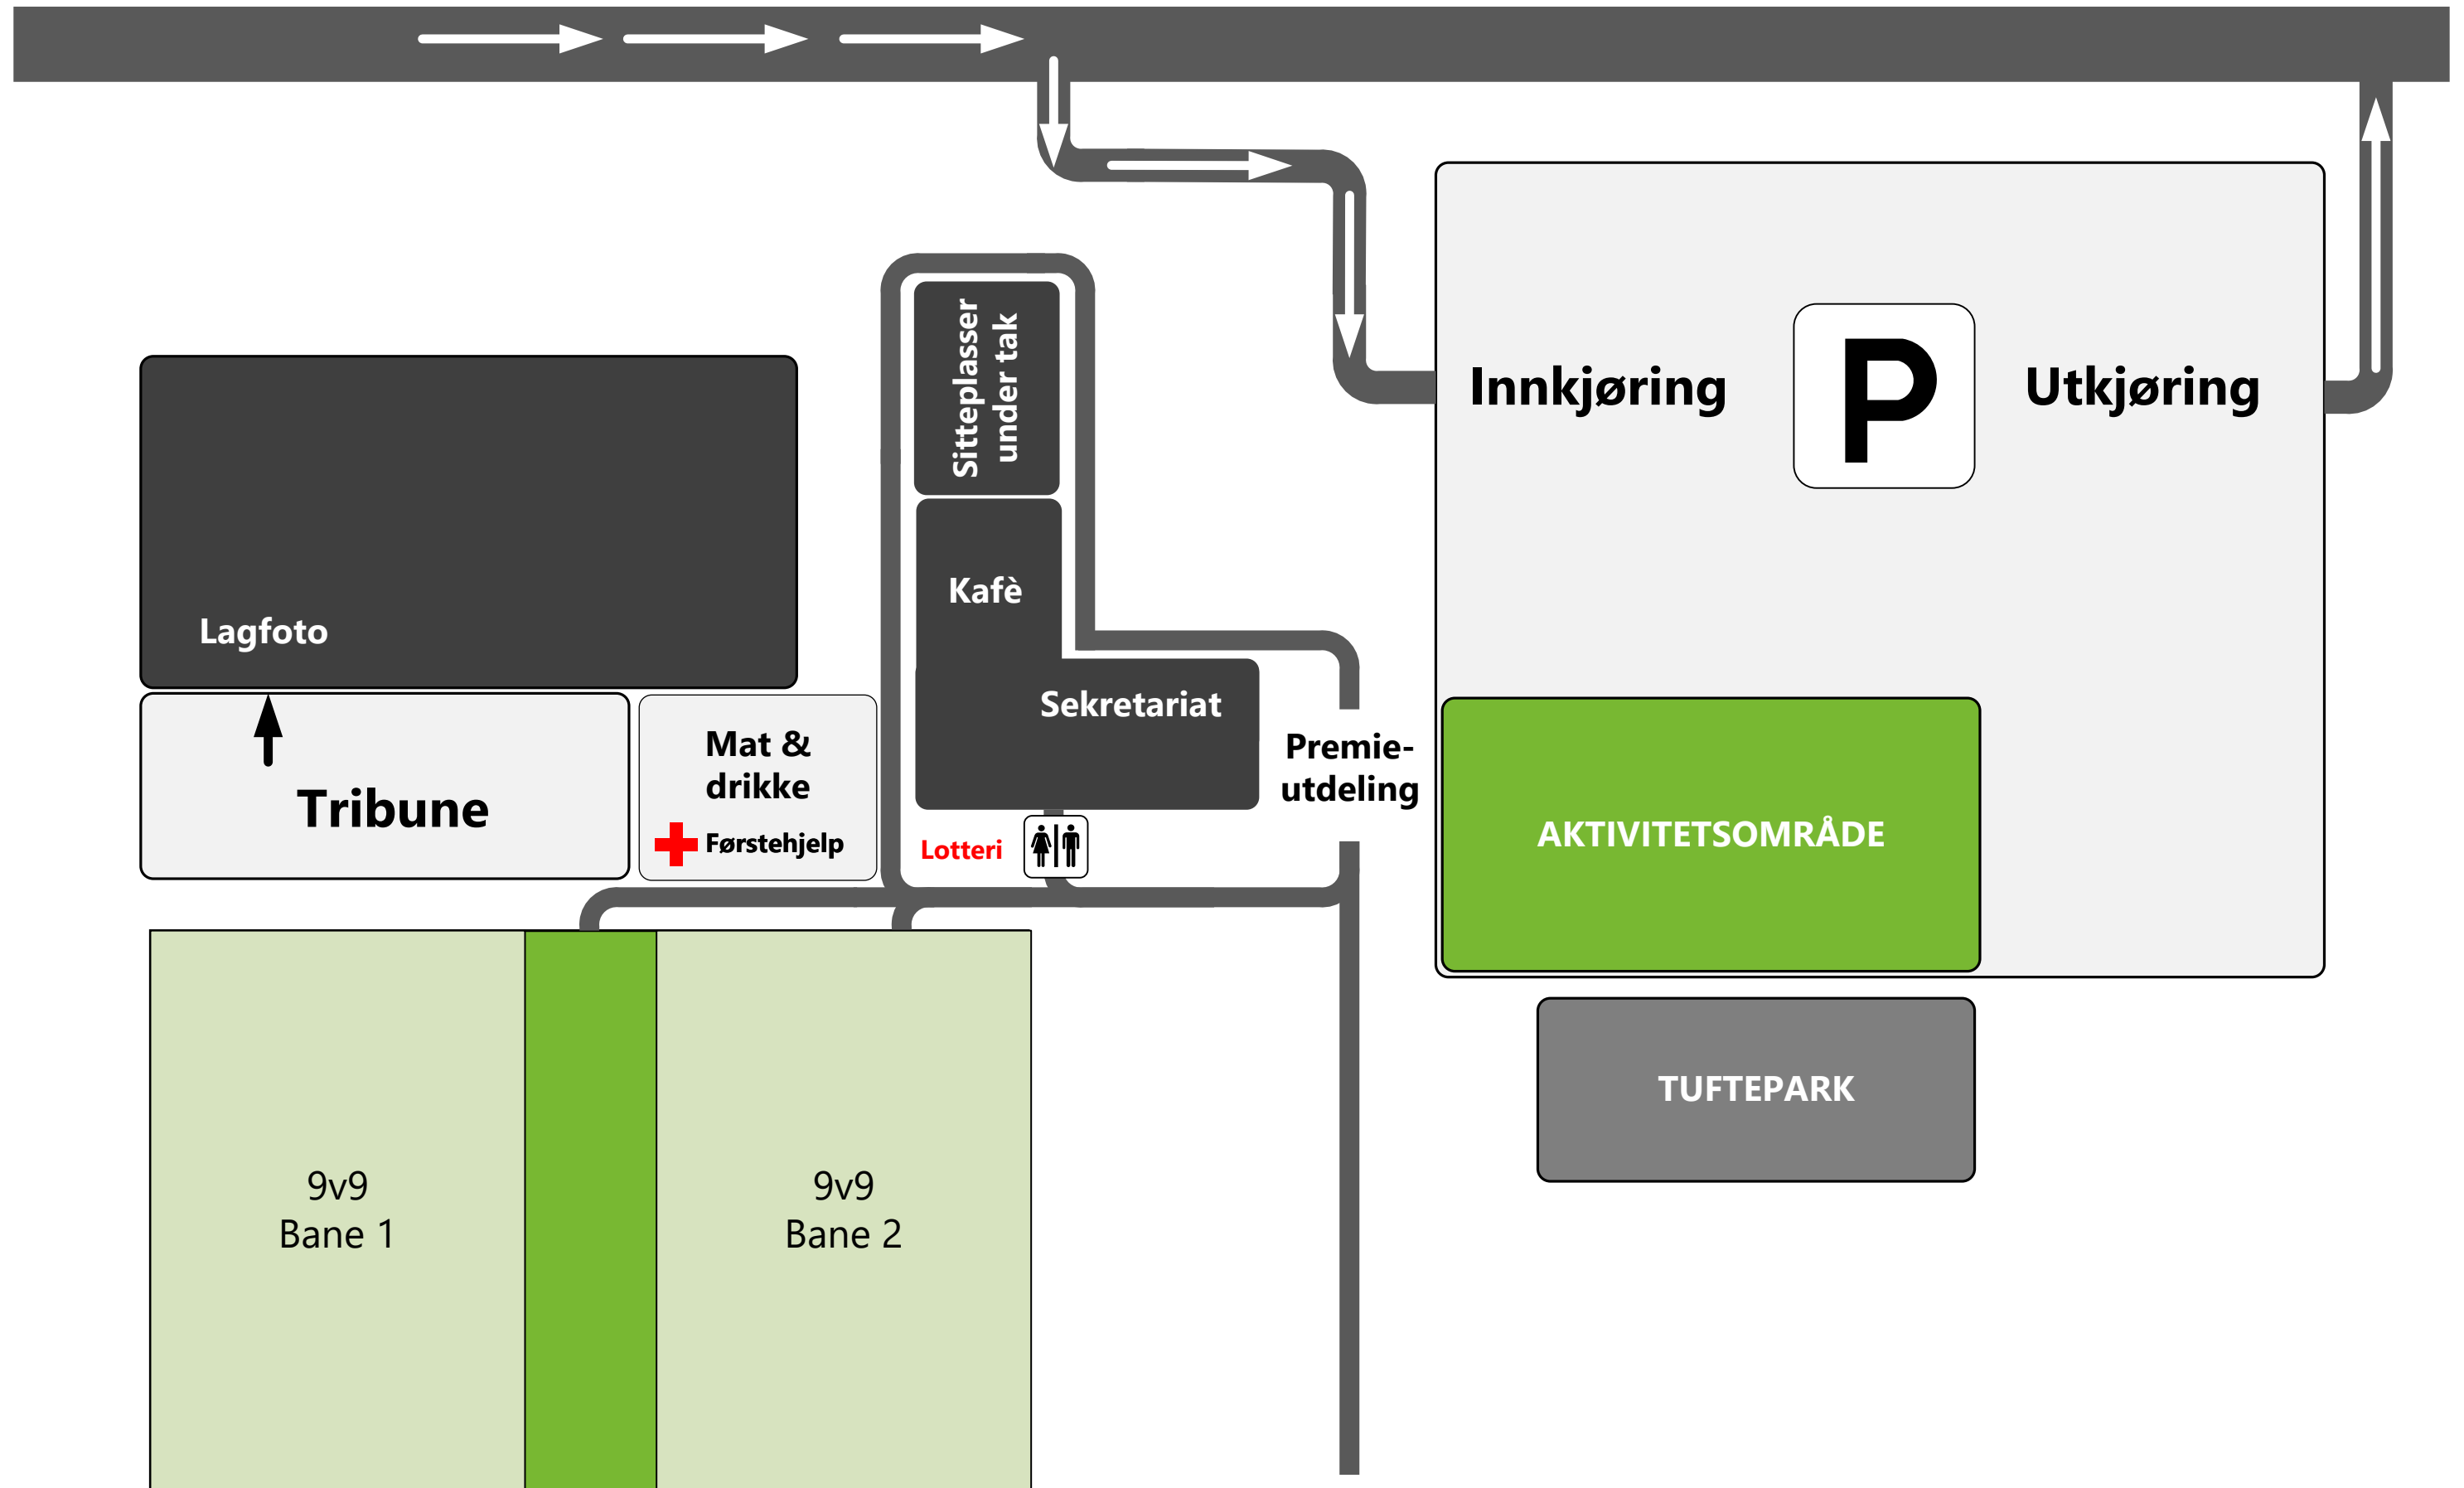 Sitteplasser
under tak
Innkjøring
P
Utkjøring
Kafè
Lagfoto
Sekretariat
Mat &
drikke
Førstehjelp
Tribune
Premie-
utdeling
Lotteri
AKTIVITETSOMRÅDE
TUFTEPARK
9v9
Bane 1
9v9
Bane 2